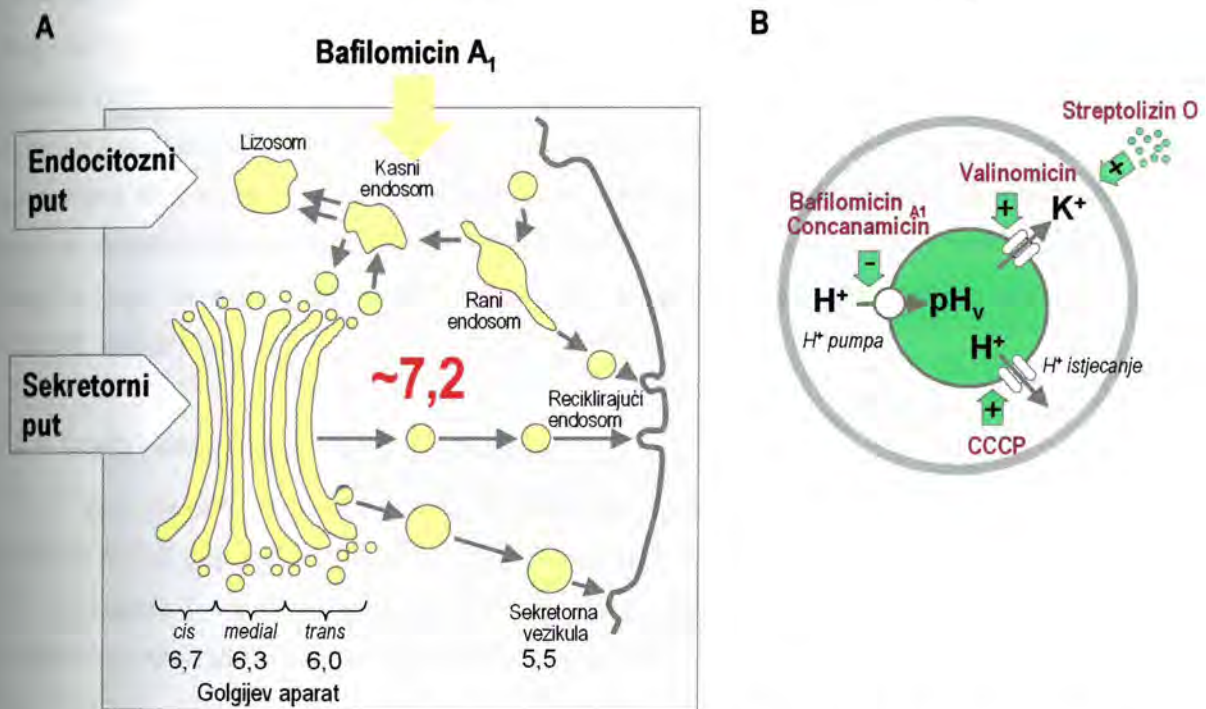 A
Bafilomicin A₁
Endocitozni
put
Lizosom
Kasni
endosom
Rani
endosom
Sekretorni
put
~7,2
Reciklirajući
endosom
Sekretorna
vezikula
cis medial trans
6,7 6,3 6,0 5,5
Golgijev aparat
B
Streptolizin O
Valinomicin
Bafilomicin A1
Concanamicin
K⁺
H⁺
pHᵥ
H⁺ pumpa
H⁺
H⁺ istjecanje
CCCP
+
+
-
+